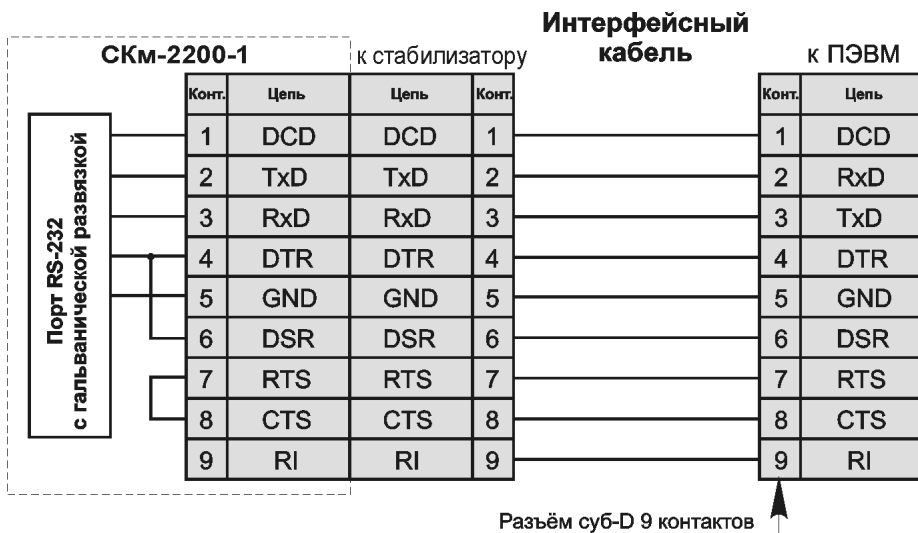 Интерфейсный
кабель
СКм-2200-1
к стабилизатору
к ПЭВМ
Конт. Цепь Цепь Конт. Конт. Цепь
1 DCD DCD 1 1 DCD
2 TxD TxD 2 2 RxD
3 RxD RxD 3 3 TxD
4 DTR DTR 4 4 DTR
5 GND GND 5 5 GND
6 DSR DSR 6 6 DSR
7 RTS RTS 7 7 RTS
8 CTS CTS 8 8 CTS
9 RI RI 9 9 RI
Порт RS-232
с гальванической развязкой
Разъём суб-D 9 контактов